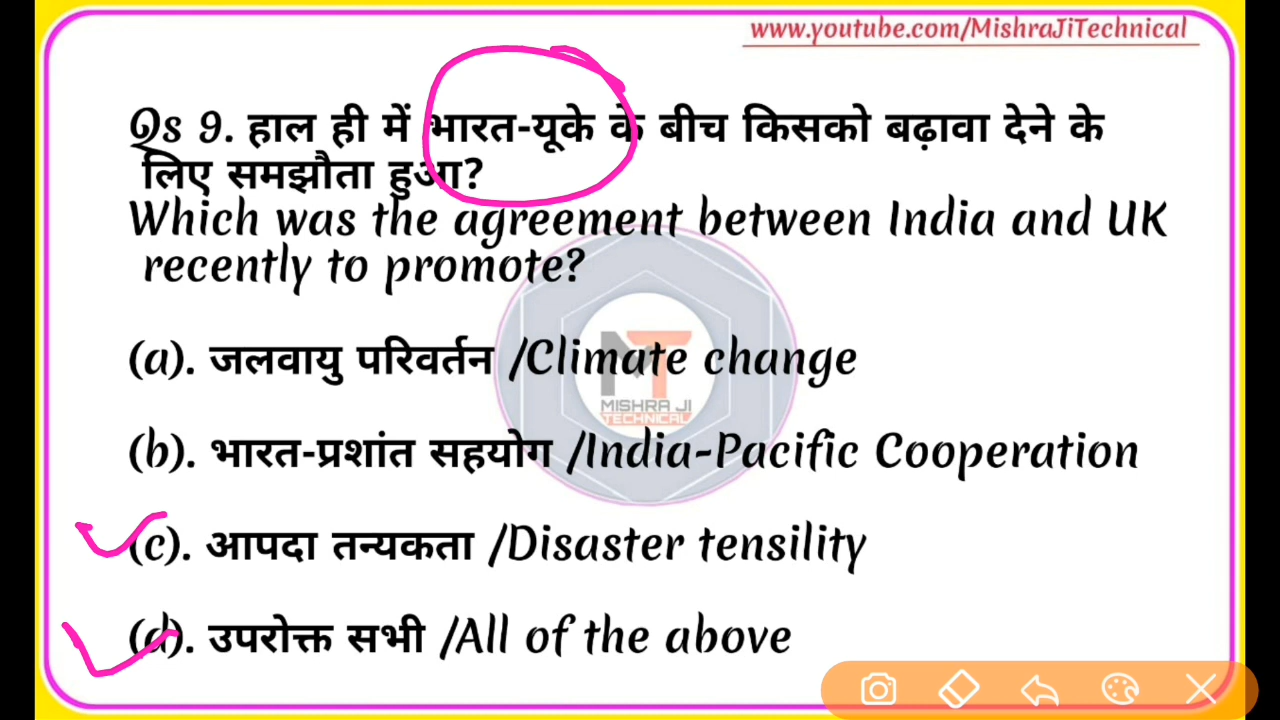 www.youtube.com/MishraJiTechnical
Qs 9. हाल ही में भारत-यूके के बीच किसको बढ़ावा देने के
लिए समझौता हुआ?
Which was the agreement between India and UK
recently to promote?
(a). जलवायु परिवर्तन /Climate change
(b). भारत-प्रशांत सहयोग /India-Pacific Cooperation
(c). आपदा तन्यकता /Disaster tensility
(d). उपरोक्त सभी /All of the above
MT
MISHRA JI
TECHNICAL